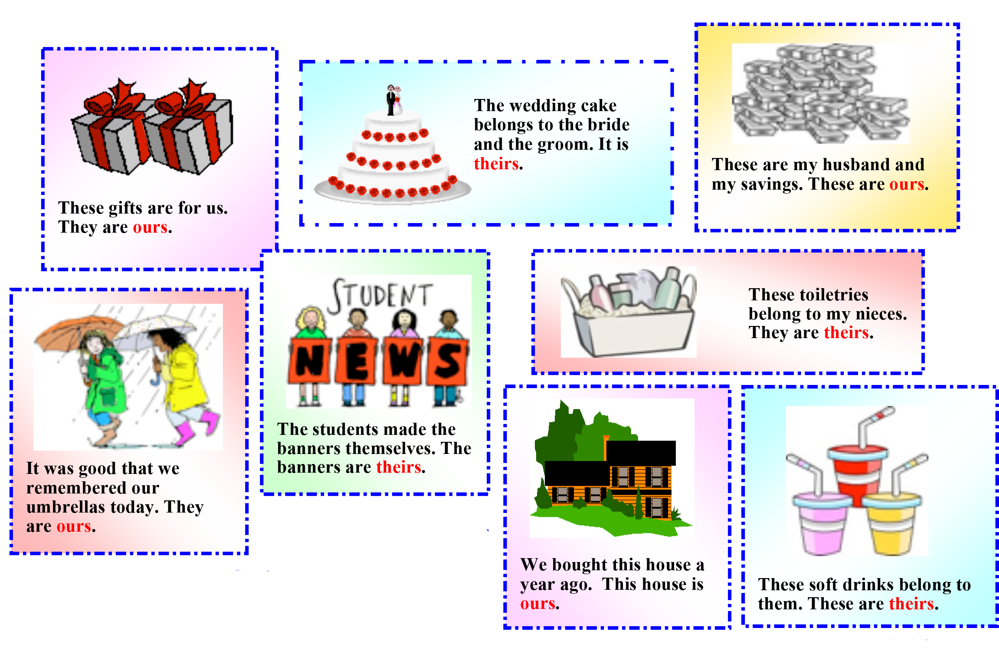 These gifts are for us.
They are ours.
The wedding cake
belongs to the bride
and the groom. It is
theirs.
These are my husband and
my savings. These are ours.
It was good that we
remembered our
umbrellas today. They
are ours.
STUDENT
NEWS
The students made the
banners themselves. The
banners are theirs.
These toiletries
belong to my nieces.
They are theirs.
We bought this house a
year ago.  This house is
ours.
These soft drinks belong to
them. These are theirs.